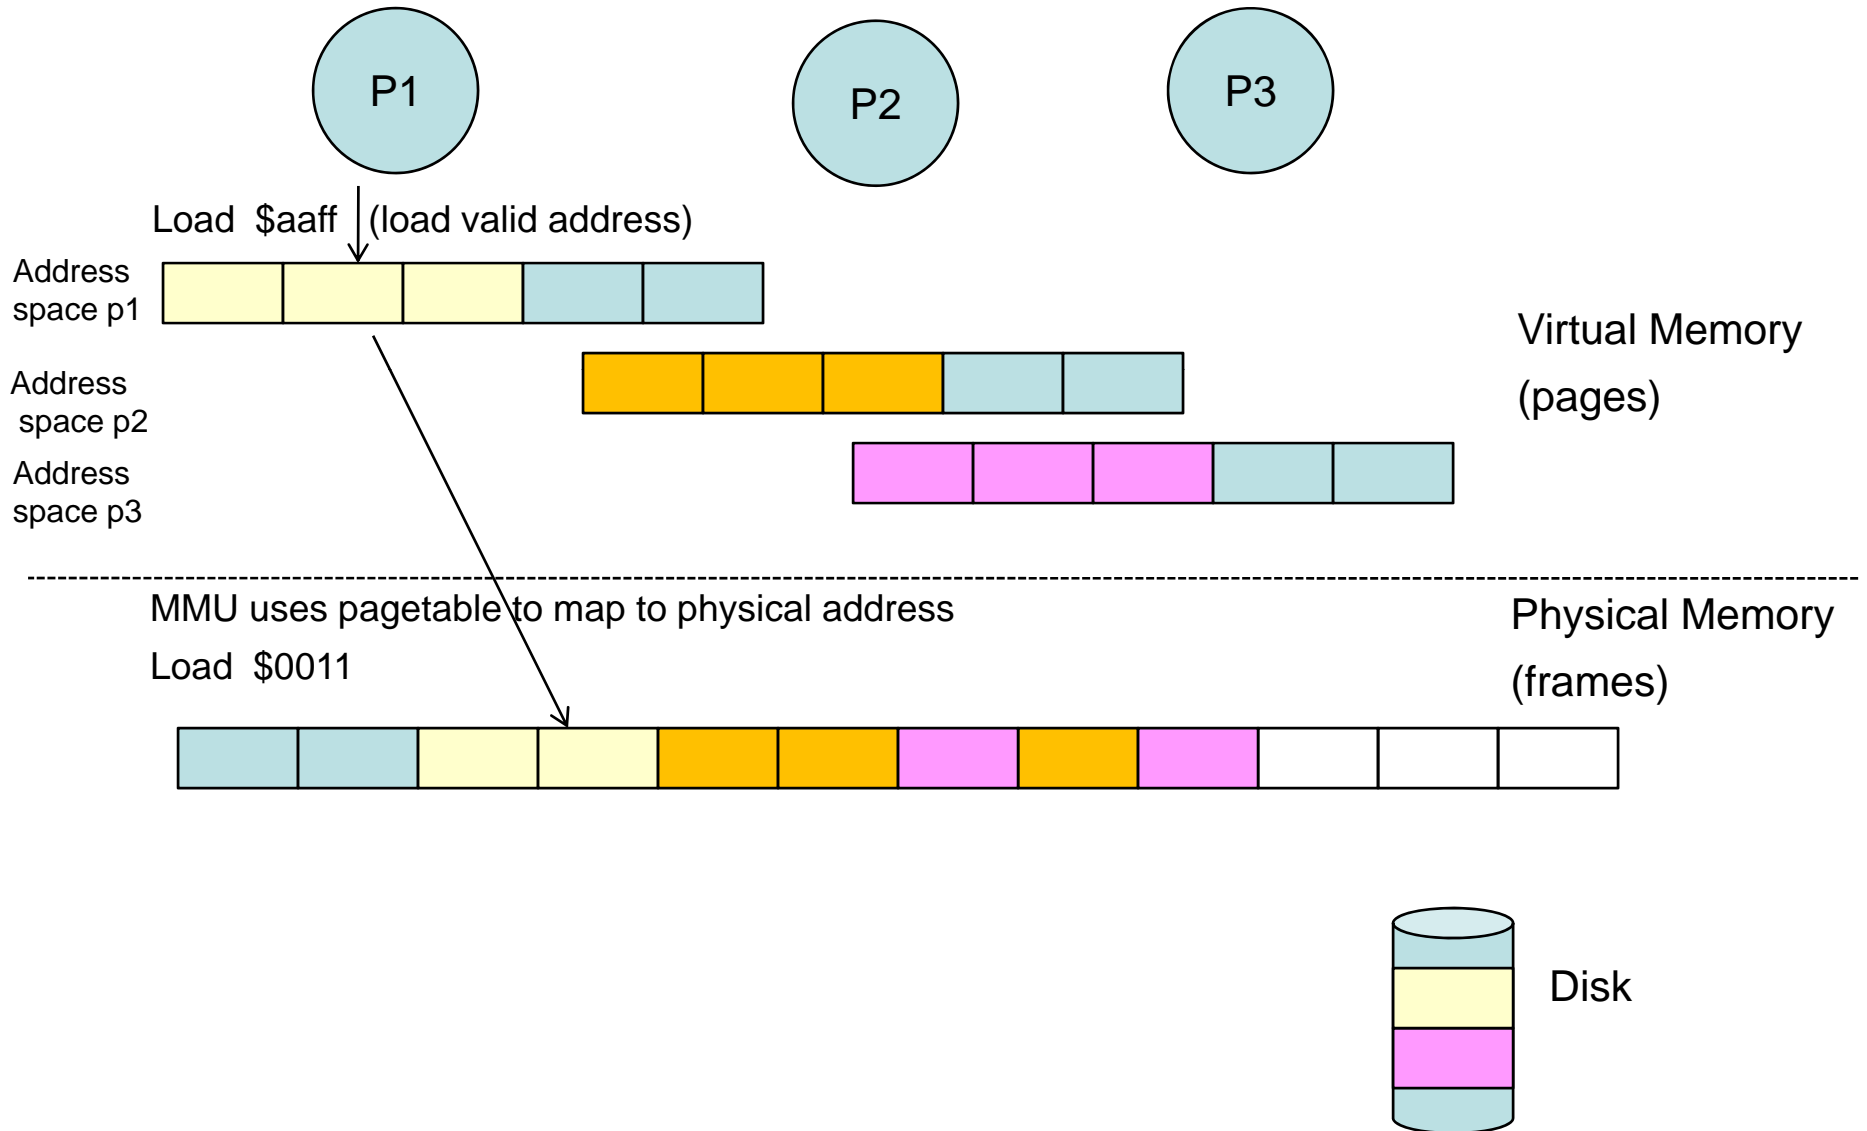 P1
P2
P3
Load $aaff (load valid address)
Address
space p1
Virtual Memory
(pages)
Address
space p2
Address
space p3
MMU uses pagetable to map to physical address
Load $0011
Physical Memory
(frames)
Disk